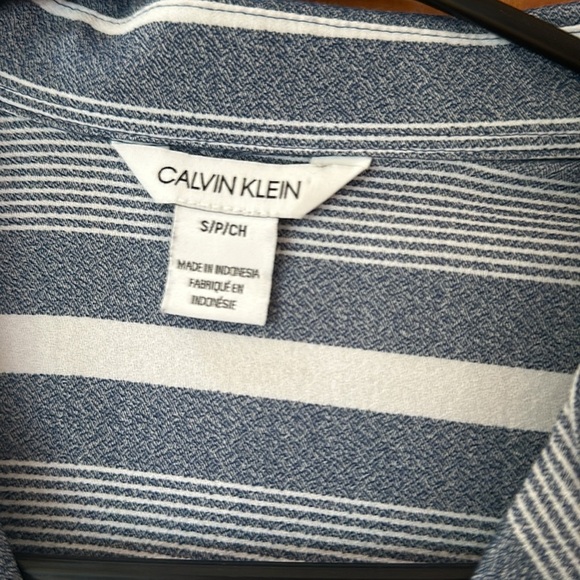 CALVIN KLEIN
S/P/CH
MADE IN INDONESIA
FABRIQUÉ EN
INDONÉSIE